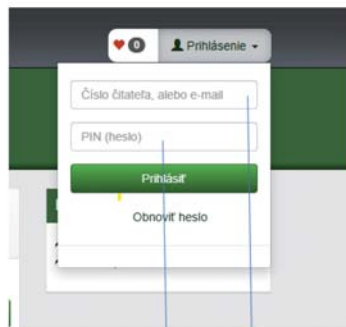 0
Prihlásenie
Číslo čitateľa, alebo e-mail
PIN (heslo)
Prihlásiť
Obnoviť heslo